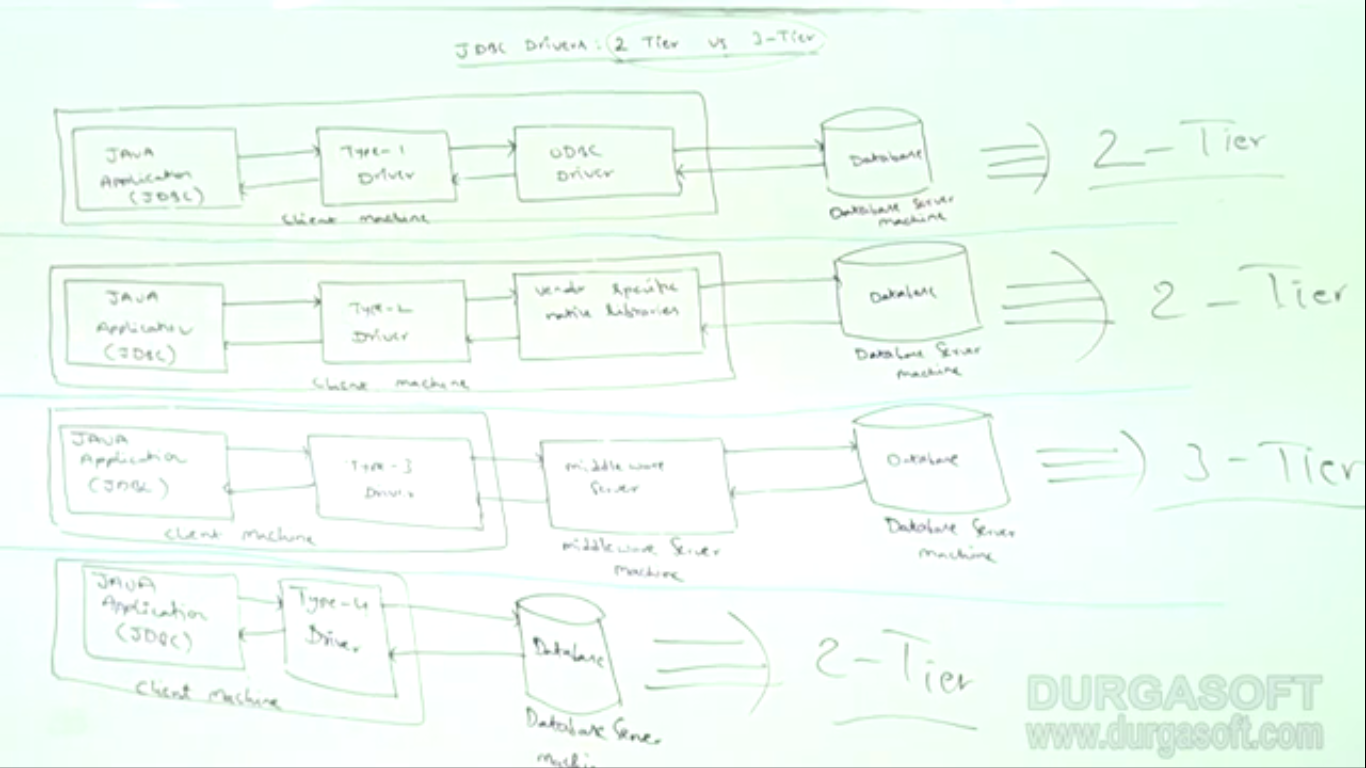 JDBC Drivers: 2 Tier vs 3-Tier
JAVA
Application
(JDBC)
Type-1
Driver
ODBC
Driver
Client machine
Database
Database Server
machine
2-Tier
JAVA
Application
(JDBC)
Type-2
Driver
Vendor specific
native libraries
Client machine
Database
Database Server
machine
2-Tier
JAVA
Application
(JDBC)
Type-3
Driver
Client machine
middleware
Server
middleware Server
machine
Database
Database Server
machine
3-Tier
JAVA
Application
(JDBC)
Type-4
Driver
Client machine
Database
Database Server
2-Tier
DURGASOFT
www.durgasoft.com